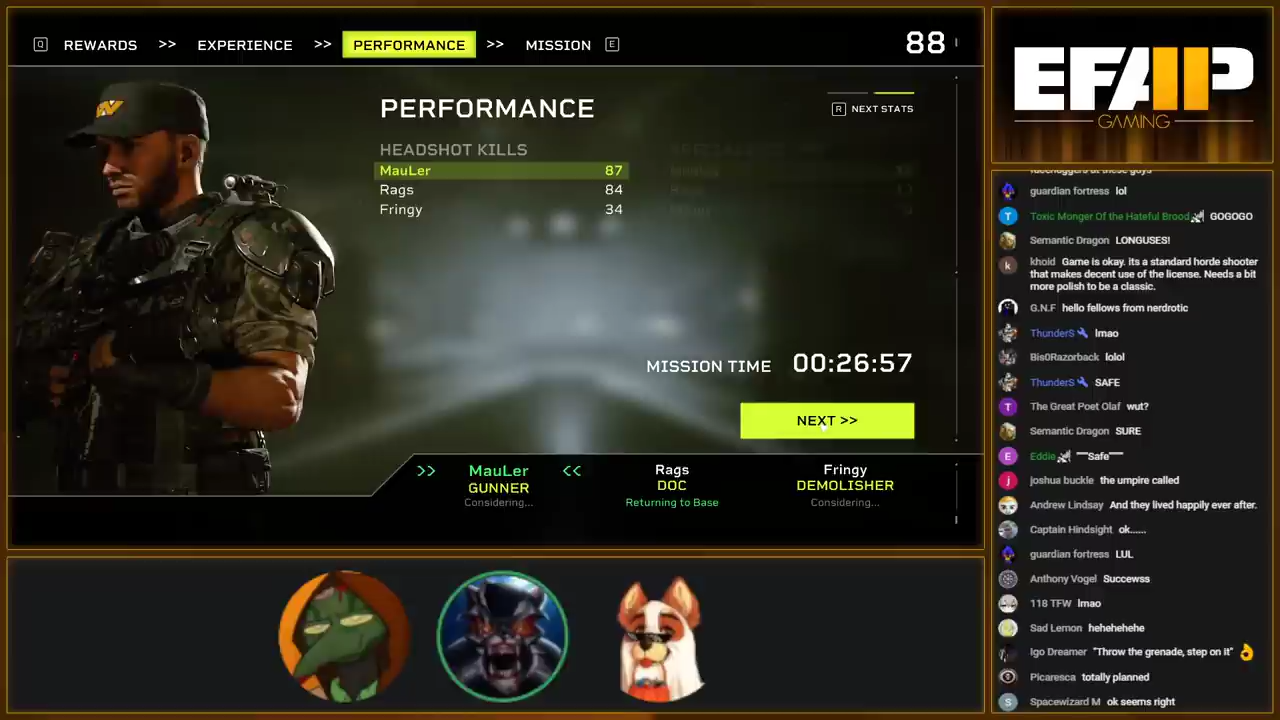 Q REWARDS >> EXPERIENCE >> PERFORMANCE >> MISSION E
88
PERFORMANCE
R NEXT STATS
HEADSHOT KILLS
MauLer 87
Rags 84
Fringy 34
MISSION TIME 00:26:57
NEXT >>
>> MauLer <<
GUNNER
Considering...
Rags
DOC
Returning to Base
Fringy
DEMOLISHER
Considering...
EFAP
GAMING
guardian fortress lol
Toxic Monger Of the Hateful Brood GOGOGO
Semantic Dragon LONGUSES!
khoid Game is okay. its a standard horde shooter
that makes decent use of the license. Needs a bit
more polish to be a classic.
G.N.F hello fellows from nerdrotic
ThunderS lmao
Bis0Razorback lolol
ThunderS SAFE
The Great Poet Olaf wut?
Semantic Dragon SURE
Eddie """Safe"""
joshua buckle the umpire called
Andrew Lindsay And they lived happily ever after.
Captain Hindsight ok......
guardian fortress LUL
Anthony Vogel Succewss
118 TFW lmao
Sad Lemon hehehehehe
Igo Dreamer "Throw the grenade, step on it" 👌
Picaresca totally planned
Spacewizard M ok seems right